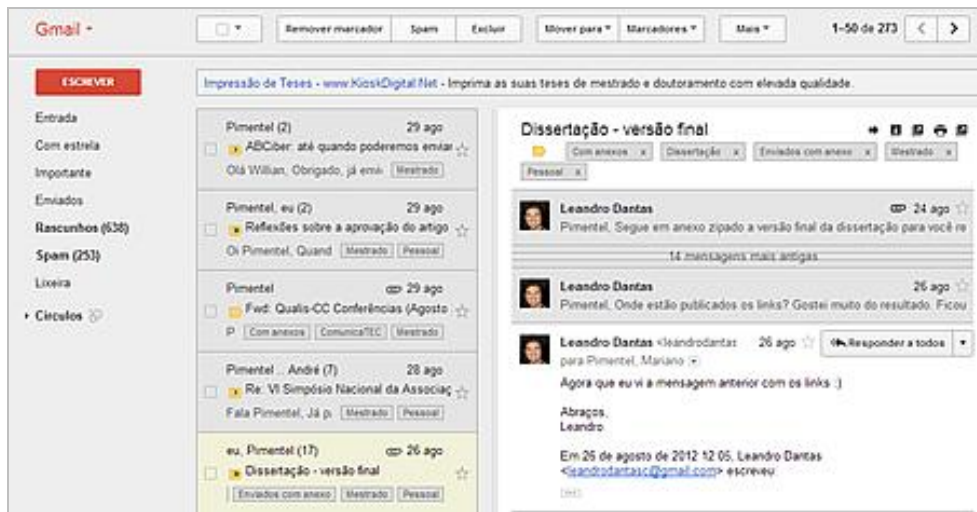 Gmail
Remover marcador
Spam
Excluir
Mover para
Marcadores
Mais
1–50 de 273
ESCREVER
Entrada
Com estrela
Importante
Enviados
Rascunhos (638)
Spam (253)
Lixeira
Círculos
Impressão de Teses - www.KioskDigital.Net - Imprima as suas teses de mestrado e doutoramento com elevada qualidade.
Pimentel (2) 29 ago
ABCiber: até quando poderemos enviar
Olá Willian, Obrigado, já emi Mestrado
Pimentel, eu (2) 29 ago
Reflexões sobre a aprovação do artigo
Oi Pimentel, Quand Mestrado Pessoal
Pimentel 29 ago
Fwd: Qualis-CC Conferências (Agosto
P Com anexos ComunicaTEC Mestrado
Pimentel .. André (7) 28 ago
Re: VI Simpósio Nacional da Associaç
Fala Pimentel, Já p. Mestrado Pessoal
eu, Pimentel (17) 26 ago
Dissertação - versão final
Enviados com anexo Mestrado Pessoal
Dissertação - versão final
Com anexos x Dissertação x Enviados com anexo x Mestrado x
Pessoal x
Leandro Dantas 24 ago
Pimentel, Segue em anexo zipado a versão final da dissertação para você re
14 mensagens mais antigas
Leandro Dantas 26 ago
Pimentel, Onde estão publicados os links? Gostei muito do resultado. Ficou
Leandro Dantas <leandrodantas 26 ago Responder a todos
para Pimentel, Mariano
Agora que eu vi a mensagem anterior com os links :)
Abraços,
Leandro
Em 26 de agosto de 2012 12:05, Leandro Dantas
<leandrodantasc@gmail.com> escreveu: